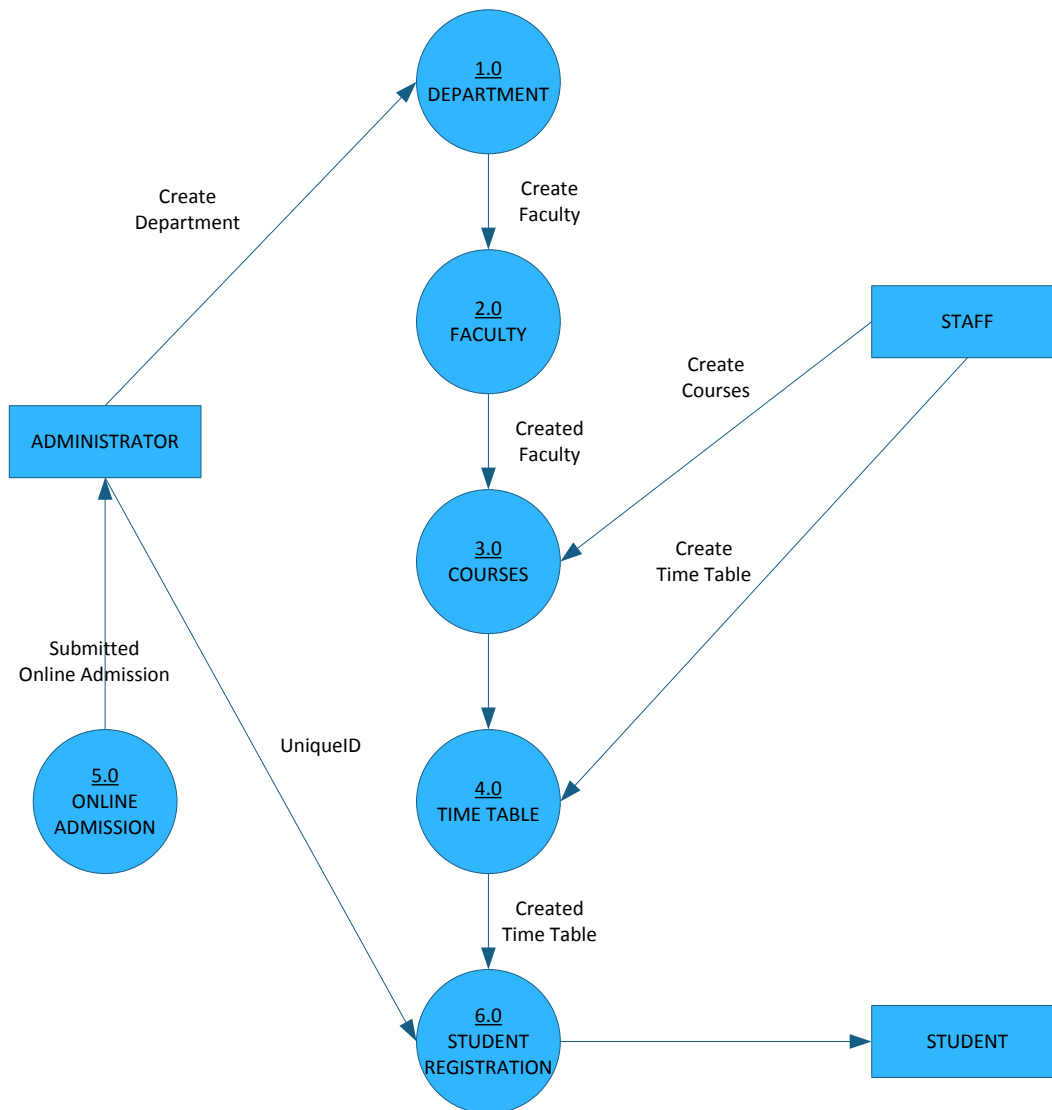 1.0
DEPARTMENT
Create
Department
Create
Faculty
2.0
FACULTY
STAFF
Create
Courses
ADMINISTRATOR
Created
Faculty
3.0
COURSES
Create
Time Table
Submitted
Online Admission
UniqueID
5.0
ONLINE
ADMISSION
4.0
TIME TABLE
Created
Time Table
6.0
STUDENT
REGISTRATION
STUDENT